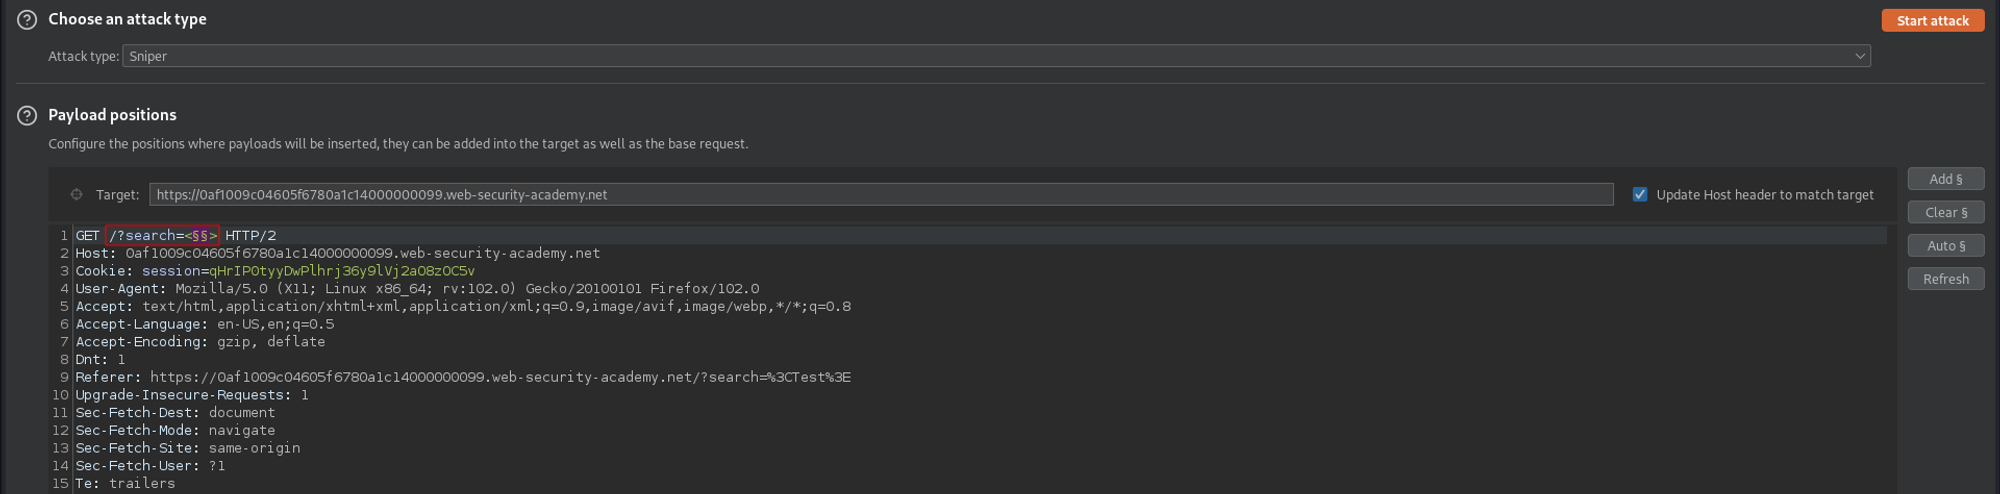 Choose an attack type
Start attack
Attack type: Sniper
Payload positions
Configure the positions where payloads will be inserted, they can be added into the target as well as the base request.
Target: https://0af1009c04605f6780a1c14000000099.web-security-academy.net
Update Host header to match target
Add §
Clear §
Auto §
Refresh
1 GET /?search=<§§> HTTP/2
2 Host: 0af1009c04605f6780a1c14000000099.web-security-academy.net
3 Cookie: session=qHrIPOtyyDwPlhrj36y9lVj2a08zOC5v
4 User-Agent: Mozilla/5.0 (X11; Linux x86_64; rv:102.0) Gecko/20100101 Firefox/102.0
5 Accept: text/html,application/xhtml+xml,application/xml;q=0.9,image/avif,image/webp,*/*;q=0.8
6 Accept-Language: en-US,en;q=0.5
7 Accept-Encoding: gzip, deflate
8 Dnt: 1
9 Referer: https://0af1009c04605f6780a1c14000000099.web-security-academy.net/?search=%3CTest%3E
10 Upgrade-Insecure-Requests: 1
11 Sec-Fetch-Dest: document
12 Sec-Fetch-Mode: navigate
13 Sec-Fetch-Site: same-origin
14 Sec-Fetch-User: ?1
15 Te: trailers